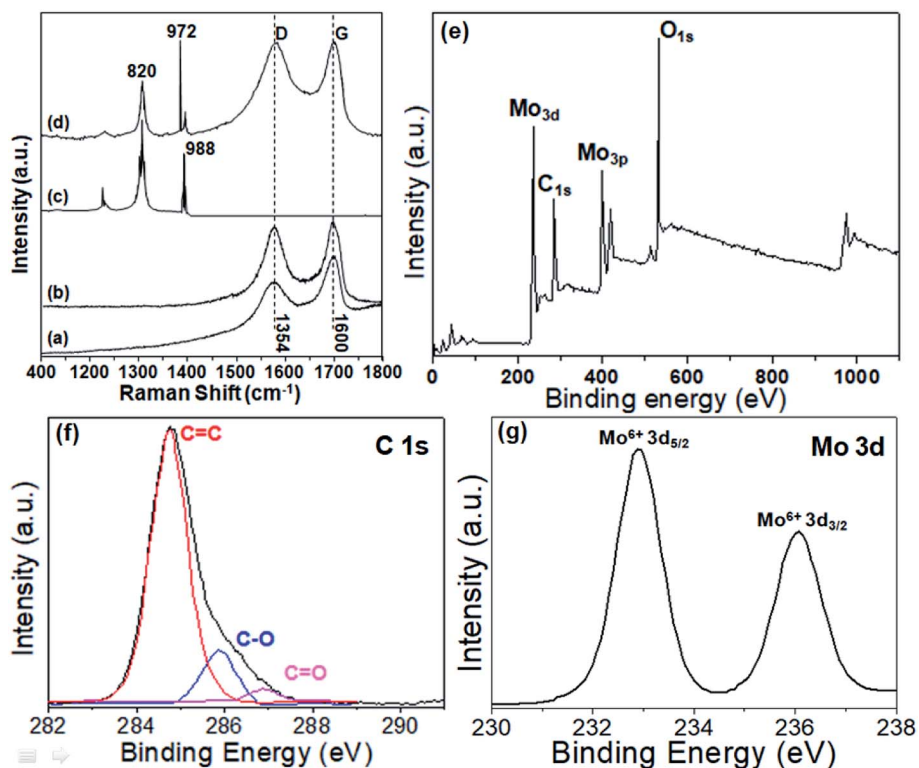 972
D
G
820
(d)
988
(c)
(b)
(a)
1354
1600
400 1200 1300 1400 1500 1600 1700 1800
Raman Shift (cm⁻¹)
Intensity (a.u.)
(e)
O1s
Mo3d
Mo3p
C1s
0 200 400 600 800 1000
Binding energy (eV)
Intensity (a.u.)
(f)
C 1s
C=C
C-O
C=O
282 284 286 288 290
Binding Energy (eV)
Intensity (a.u.)
(g)
Mo 3d
Mo⁶⁺ 3d5/2
Mo⁶⁺ 3d3/2
230 232 234 236 238
Binding Energy (eV)
Intensity (a.u.)